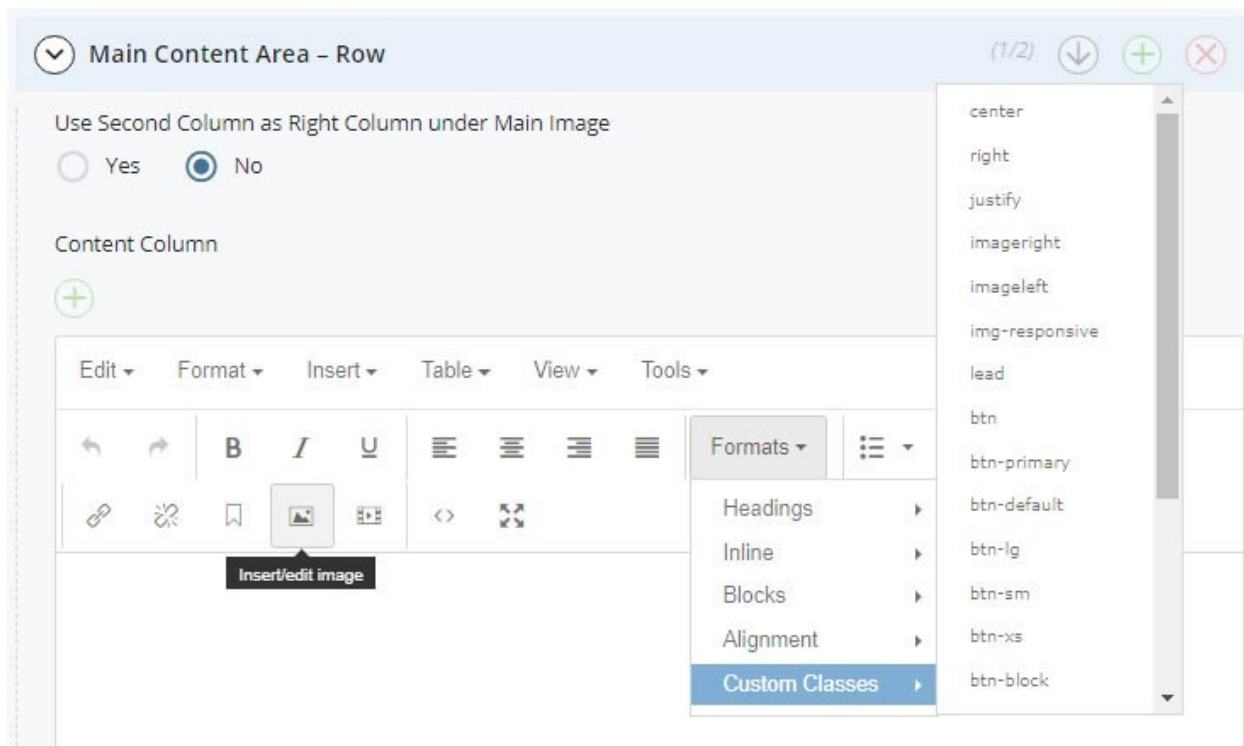 Main Content Area – Row (1/2)
Use Second Column as Right Column under Main Image
Yes No
Content Column
Edit Format Insert Table View Tools
B I U Formats
Insert/edit image
Headings
Inline
Blocks
Alignment
Custom Classes
center
right
justify
imageright
imageleft
img-responsive
lead
btn
btn-primary
btn-default
btn-lg
btn-sm
btn-xs
btn-block